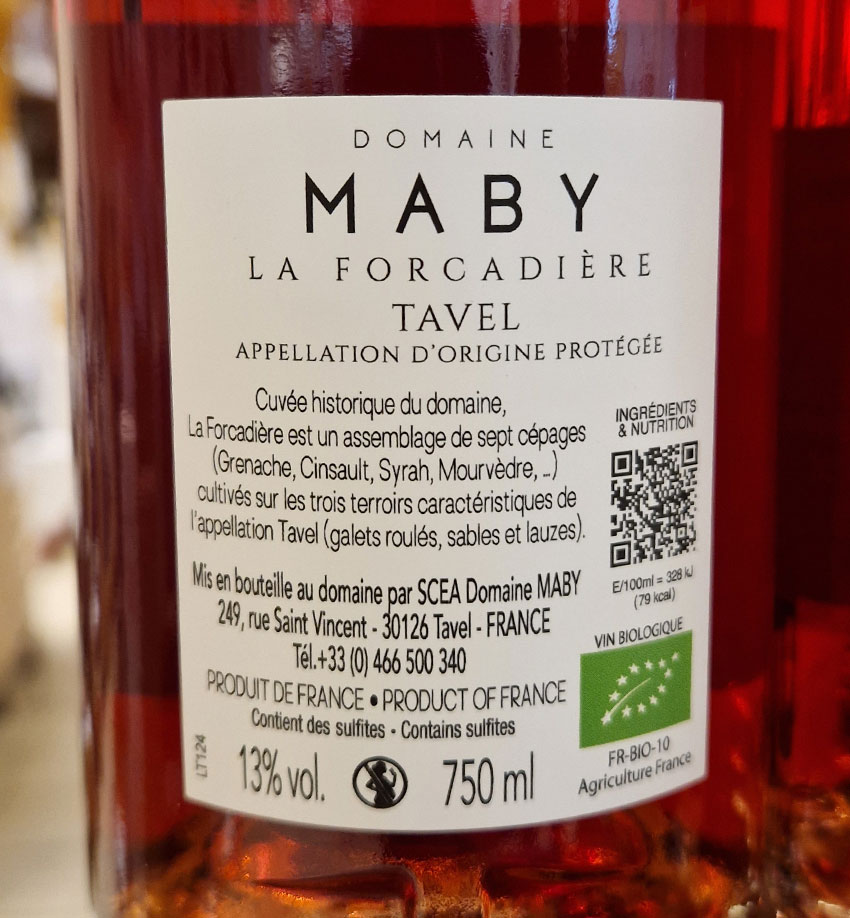 DOMAINE
MABY
LA FORCADIÈRE
TAVEL
APPELLATION D'ORIGINE PROTÉGÉE
Cuvée historique du domaine,
La Forcadière est un assemblage de sept cépages
(Grenache, Cinsault, Syrah, Mourvèdre, ...)
cultivés sur les trois terroirs caractéristiques de
l'appellation Tavel (galets roulés, sables et lauzes).
INGRÉDIENTS
& NUTRITION
E/100ml = 328 kJ
(79 kcal)
Mis en bouteille au domaine par SCEA Domaine MABY
249, rue Saint Vincent - 30126 Tavel - FRANCE
Tél.+33 (0) 466 500 340
PRODUIT DE FRANCE • PRODUCT OF FRANCE
Contient des sulfites - Contains sulfites
VIN BIOLOGIQUE
FR-BIO-10
Agriculture France
LT124
13% vol.
750 ml